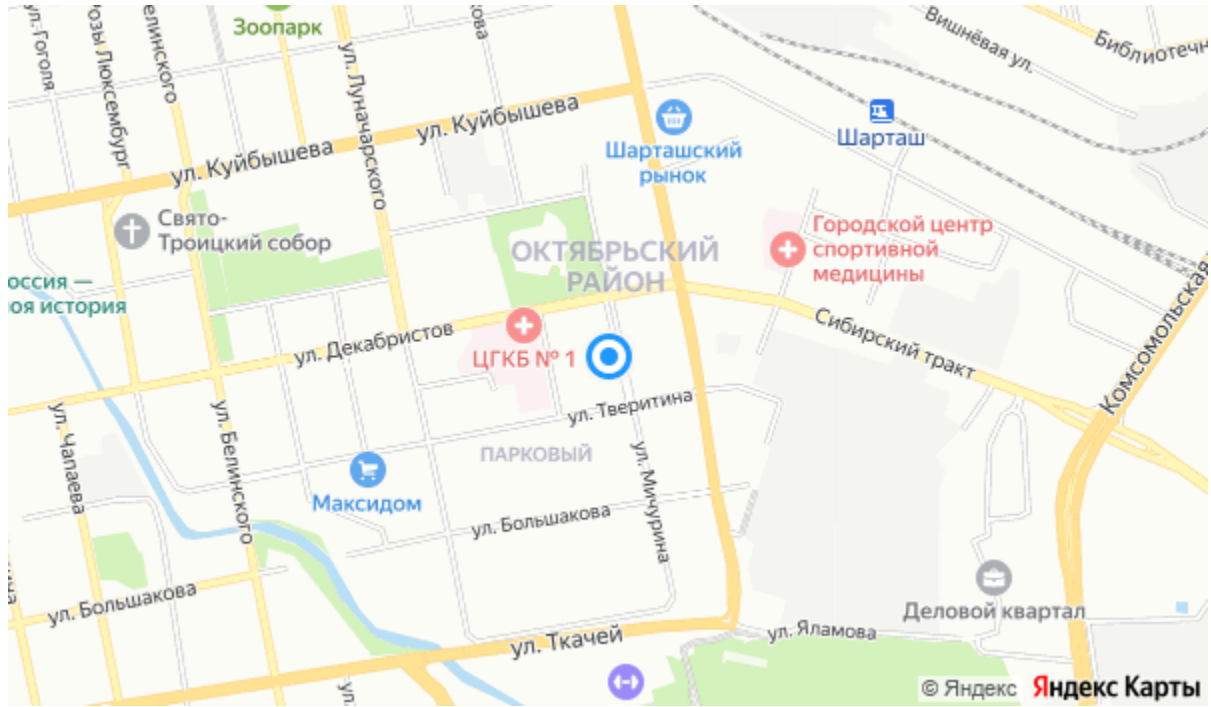 ул. Гоголя
Розы Люксембург
Белинского
Зоопарк
ул. Луначарского
кова
Вишнёвая ул.
Библиотечн
ул. Куйбышева
ул. Куйбышева
Шарташский
рынок
Шарташ
Свято-
Троицкий собор
оссия —
оя история
ОКТЯБРЬСКИЙ
РАЙОН
Городской центр
спортивной
медицины
Комсомольская
ул. Декабристов
ЦГКБ № 1
Сибирский тракт
ул. Чапаева
ул. Белинского
ул. Тверитина
ПАРКОВЫЙ
ул. Мичурина
Максидом
ул. Большакова
ул. Большакова
Деловой квартал
ул. Ткачей
ул. Яламова
ул.
© Яндекс Яндекс Карты